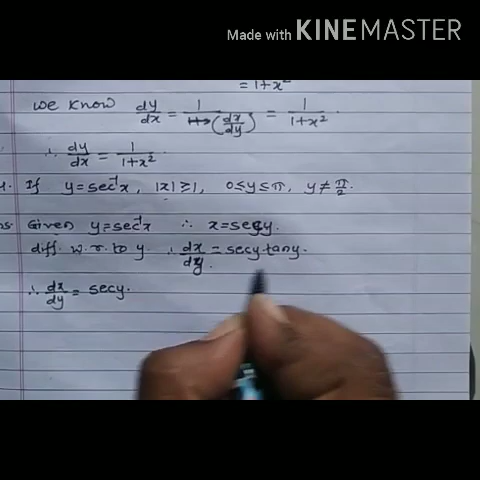 Made with KINEMASTER
= 1+x²
we know dy/dx = 1/(dx/dy) = 1/1+x².
∴ dy/dx = 1/1+x²
4. If y=sec⁻¹x, |x|≥1, 0≤y≤π, y≠π/2.
Given y=sec⁻¹x ∴ x=secy.
diff. w.r.to y. ∴ dx/dy = secy.tany.
∴ dx/dy = secy.